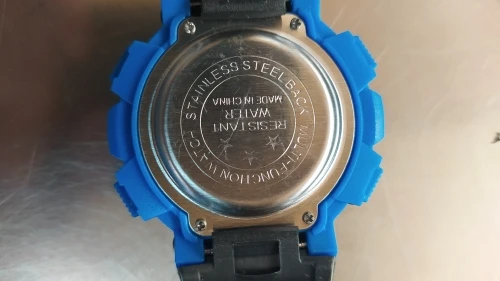 STAINLESS STEEL BACK
MULTI-FUNCTION WATCH
RESISTANT
WATER
MADE IN CHINA